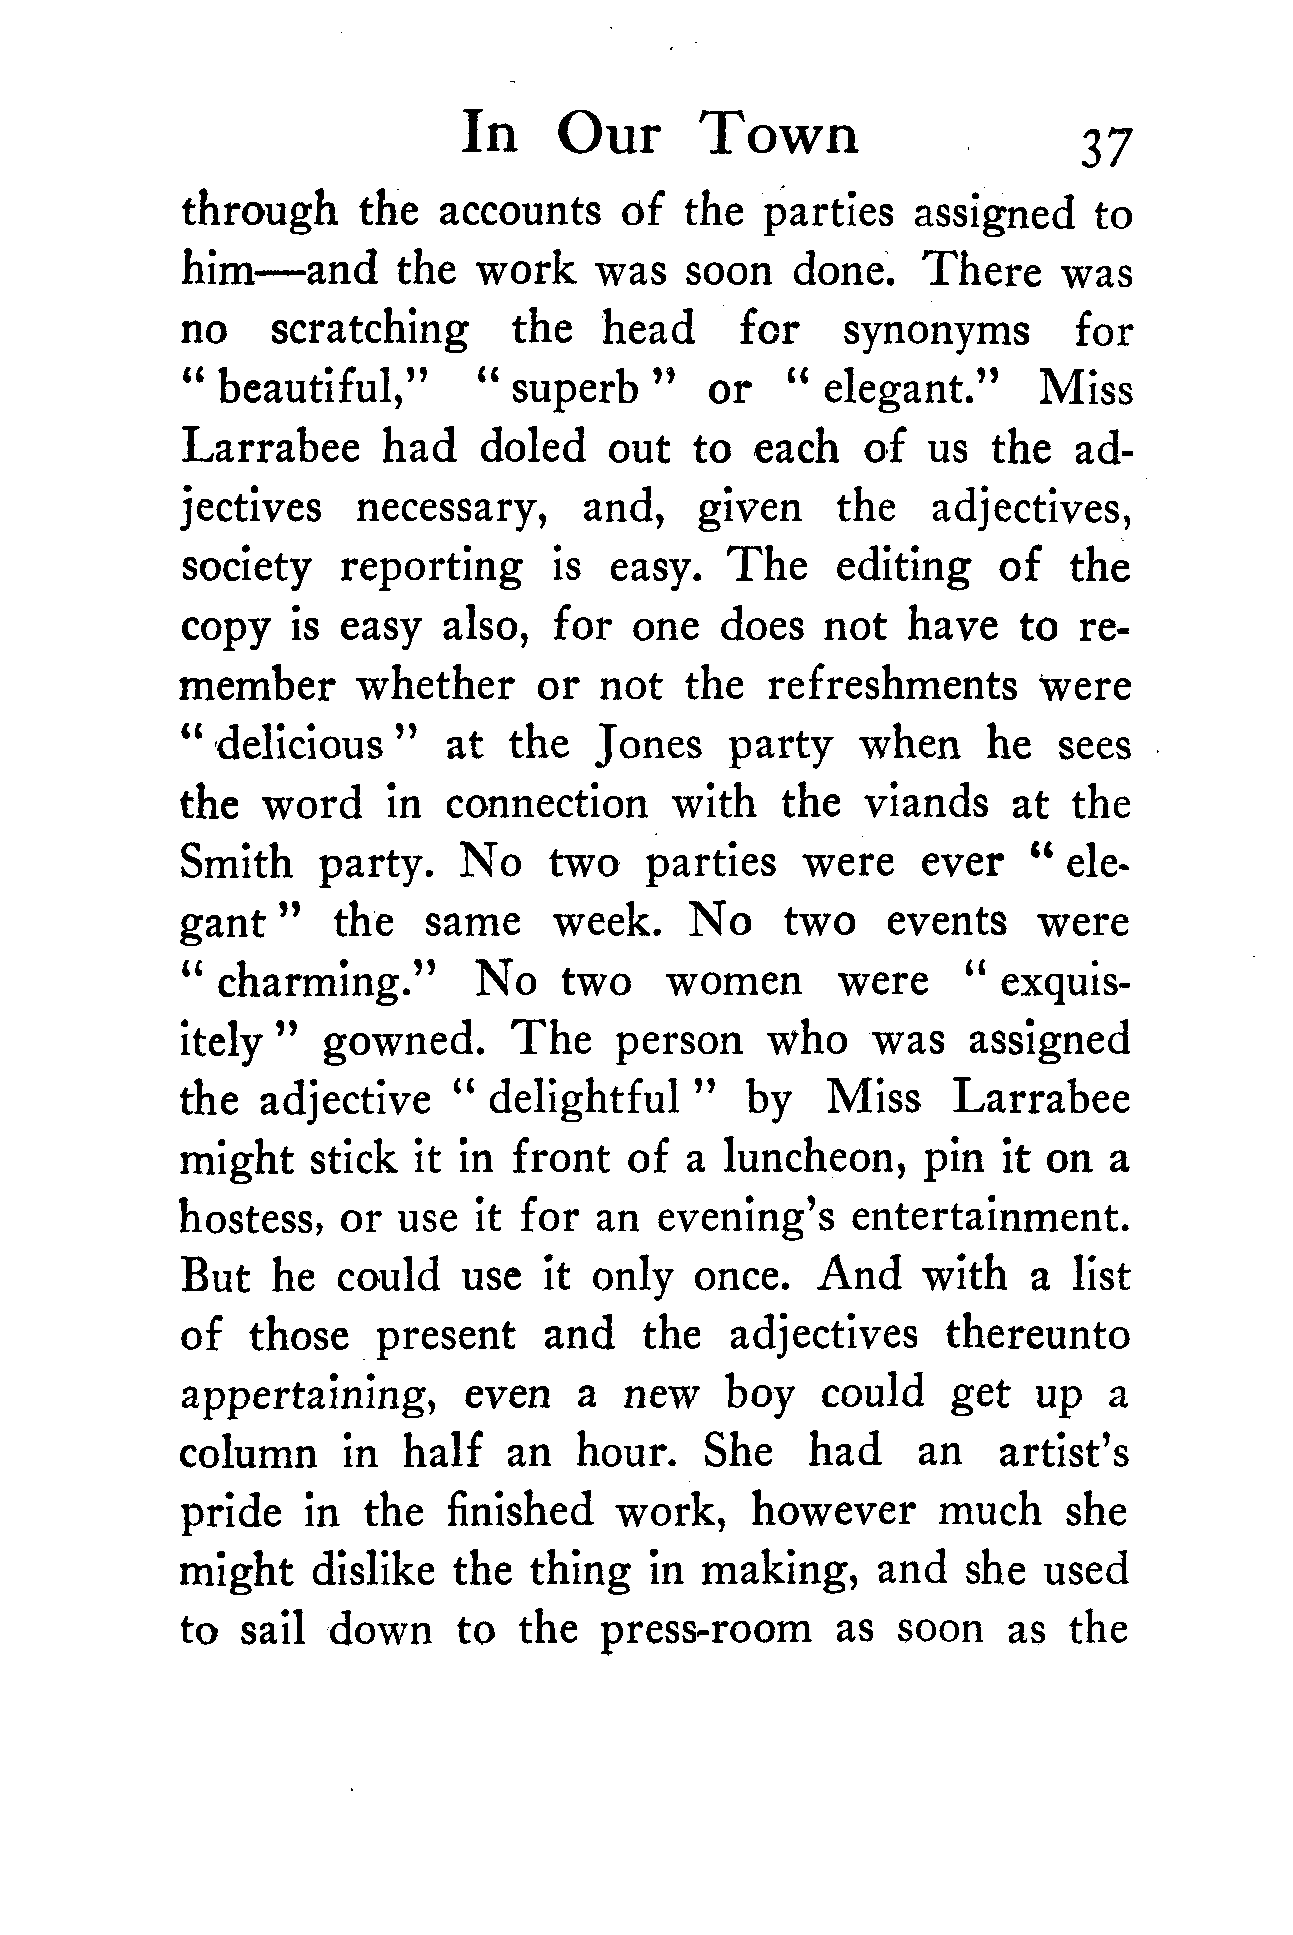 In Our Town 37
through the accounts of the parties assigned to
him—and the work was soon done. There was
no scratching the head for synonyms for
“ beautiful,” “ superb ” or “ elegant.” Miss
Larrabee had doled out to each of us the ad-
jectives necessary, and, given the adjectives,
society reporting is easy. The editing of the
copy is easy also, for one does not have to re-
member whether or not the refreshments were
“ delicious ” at the Jones party when he sees
the word in connection with the viands at the
Smith party. No two parties were ever “ ele-
gant ” the same week. No two events were
“ charming.” No two women were “ exquis-
itely ” gowned. The person who was assigned
the adjective “ delightful ” by Miss Larrabee
might stick it in front of a luncheon, pin it on a
hostess, or use it for an evening's entertainment.
But he could use it only once. And with a list
of those present and the adjectives thereunto
appertaining, even a new boy could get up a
column in half an hour. She had an artist's
pride in the finished work, however much she
might dislike the thing in making, and she used
to sail down to the press-room as soon as the